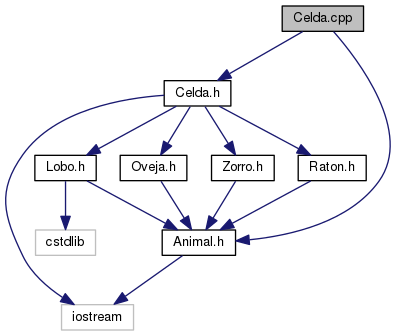 Celda.cpp
Celda.h
Lobo.h
Oveja.h
Zorro.h
Raton.h
cstdlib
Animal.h
iostream